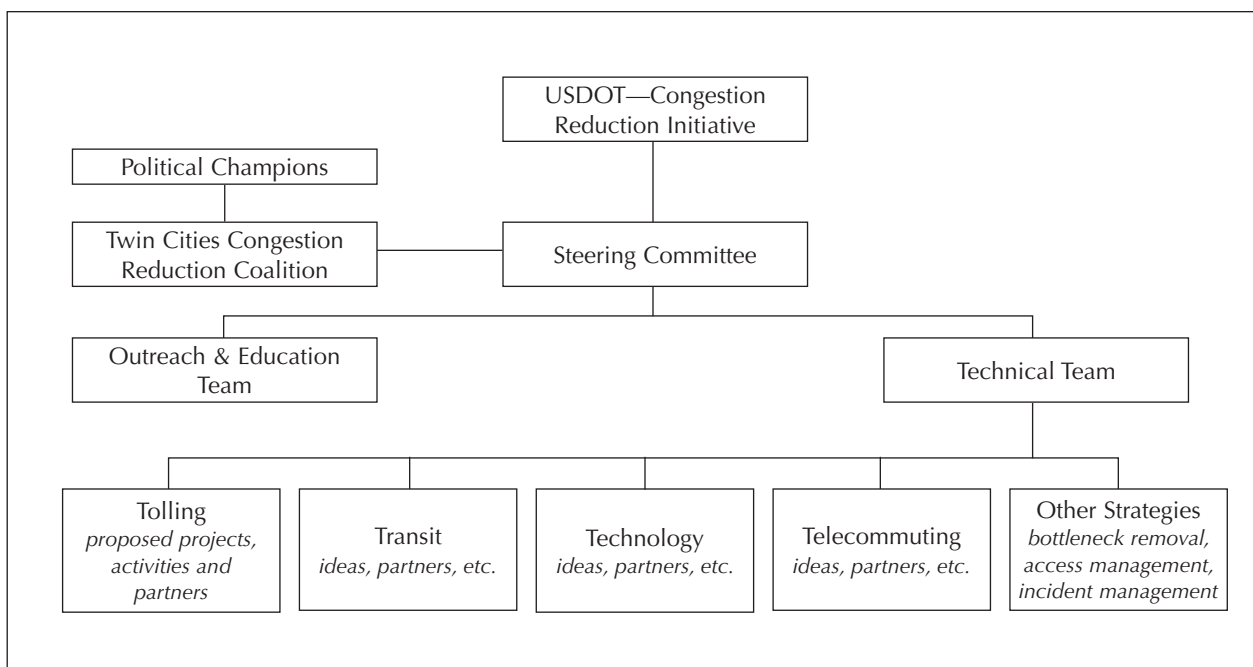 USDOT—Congestion
Reduction Initiative
Political Champions
Twin Cities Congestion
Reduction Coalition
Steering Committee
Outreach & Education
Team
Technical Team
Tolling
proposed projects,
activities and
partners
Transit
ideas, partners, etc.
Technology
ideas, partners, etc.
Telecommuting
ideas, partners, etc.
Other Strategies
bottleneck removal,
access management,
incident management